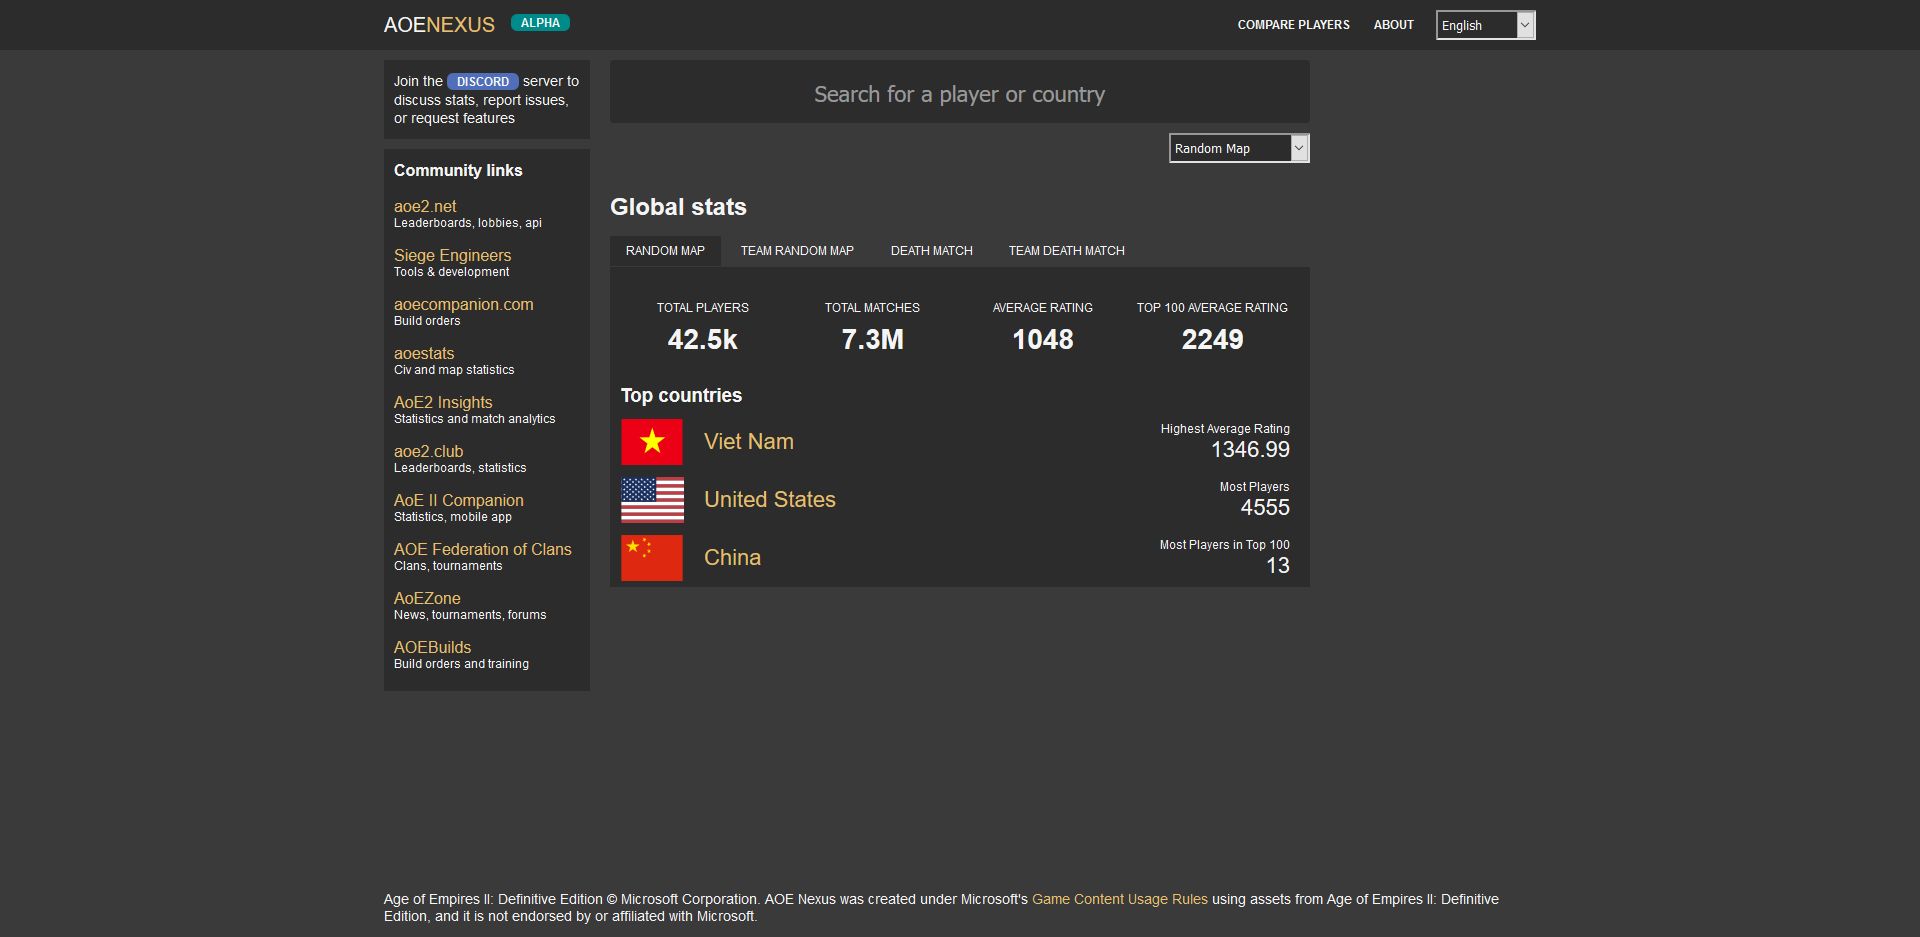 AOENEXUS ALPHA
COMPARE PLAYERS ABOUT English
Join the DISCORD server to
discuss stats, report issues,
or request features
Community links
aoe2.net
Leaderboards, lobbies, api
Siege Engineers
Tools & development
aoecompanion.com
Build orders
aoestats
Civ and map statistics
AoE2 Insights
Statistics and match analytics
aoe2.club
Leaderboards, statistics
AoE II Companion
Statistics, mobile app
AOE Federation of Clans
Clans, tournaments
AoEZone
News, tournaments, forums
AOEBuilds
Build orders and training
Search for a player or country
Random Map
Global stats
RANDOM MAP TEAM RANDOM MAP DEATH MATCH TEAM DEATH MATCH
TOTAL PLAYERS TOTAL MATCHES AVERAGE RATING TOP 100 AVERAGE RATING
42.5k 7.3M 1048 2249
Top countries
Viet Nam
Highest Average Rating
1346.99
United States
Most Players
4555
China
Most Players in Top 100
13
Age of Empires II: Definitive Edition © Microsoft Corporation. AOE Nexus was created under Microsoft's Game Content Usage Rules using assets from Age of Empires II: Definitive
Edition, and it is not endorsed by or affiliated with Microsoft.